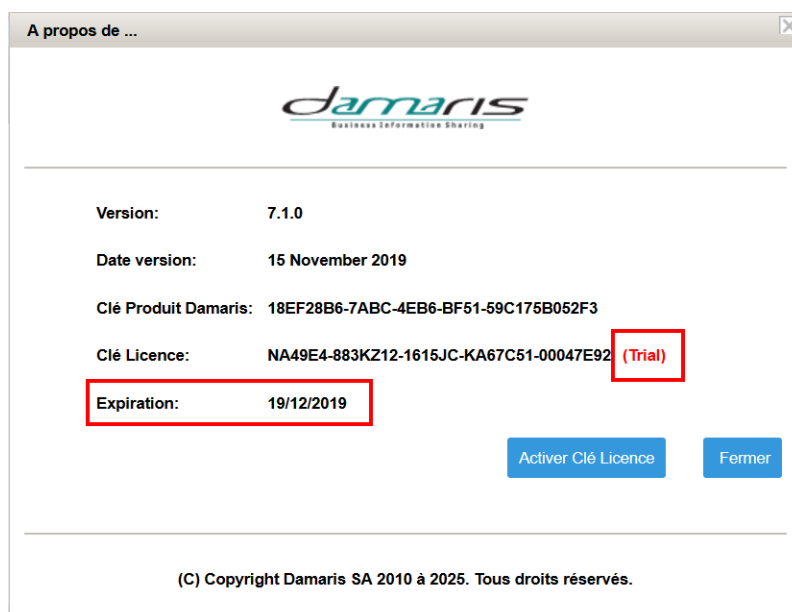 A propos de ...
damaris
Business Information Sharing
Version: 7.1.0
Date version: 15 November 2019
Clé Produit Damaris: 18EF28B6-7ABC-4EB6-BF51-59C175B052F3
Clé Licence: NA49E4-883KZ12-1615JC-KA67C51-00047E92 (Trial)
Expiration: 19/12/2019
Activer Clé Licence Fermer
(C) Copyright Damaris SA 2010 à 2025. Tous droits réservés.